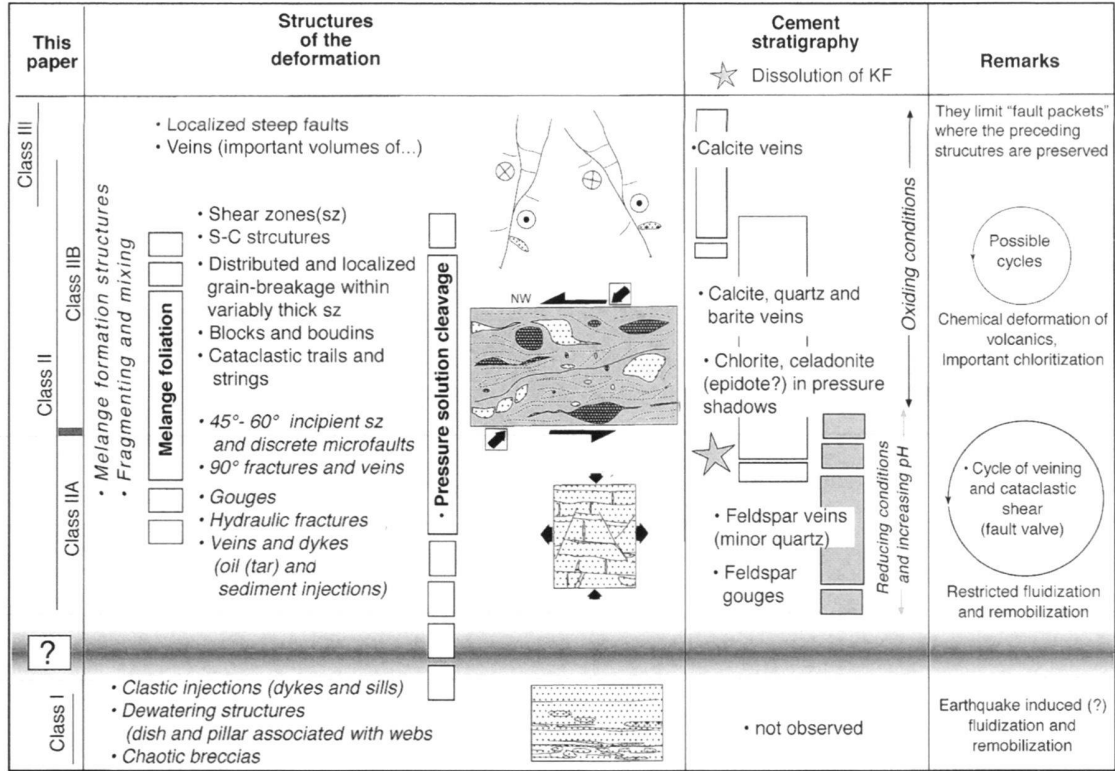 This
paper
Structures
of the
deformation
Cement
stratigraphy
Dissolution of KF
Remarks
Class III
Class II
Class IIB
Class IIA
• Melange formation structures
• Fragmenting and mixing
• Localized steep faults
• Veins (important volumes of...)
Melange foliation
• Shear zones(sz)
• S-C strcutures
• Distributed and localized
grain-breakage within
variably thick sz
• Blocks and boudins
• Cataclastic trails and
strings
• 45°- 60° incipient sz
and discrete microfaults
• 90° fractures and veins
• Gouges
• Hydraulic fractures
• Veins and dykes
(oil (tar) and
sediment injections)
• Pressure solution cleavage
NW
•Calcite veins
• Calcite, quartz and
barite veins
• Chlorite, celadonite
(epidote?) in pressure
shadows
• Feldspar veins
(minor quartz)
• Feldspar
gouges
Oxiding conditions
Reducing conditions
and increasing pH
They limit "fault packets"
where the preceding
strucutres are preserved
Possible
cycles
Chemical deformation of
volcanics,
Important chloritization
• Cycle of veining
and cataclastic
shear
(fault valve)
Restricted fluidization
and remobilization
?
Class I
• Clastic injections (dykes and sills)
• Dewatering structures
(dish and pillar associated with webs
• Chaotic breccias
• not observed
Earthquake induced (?)
fluidization and
remobilization